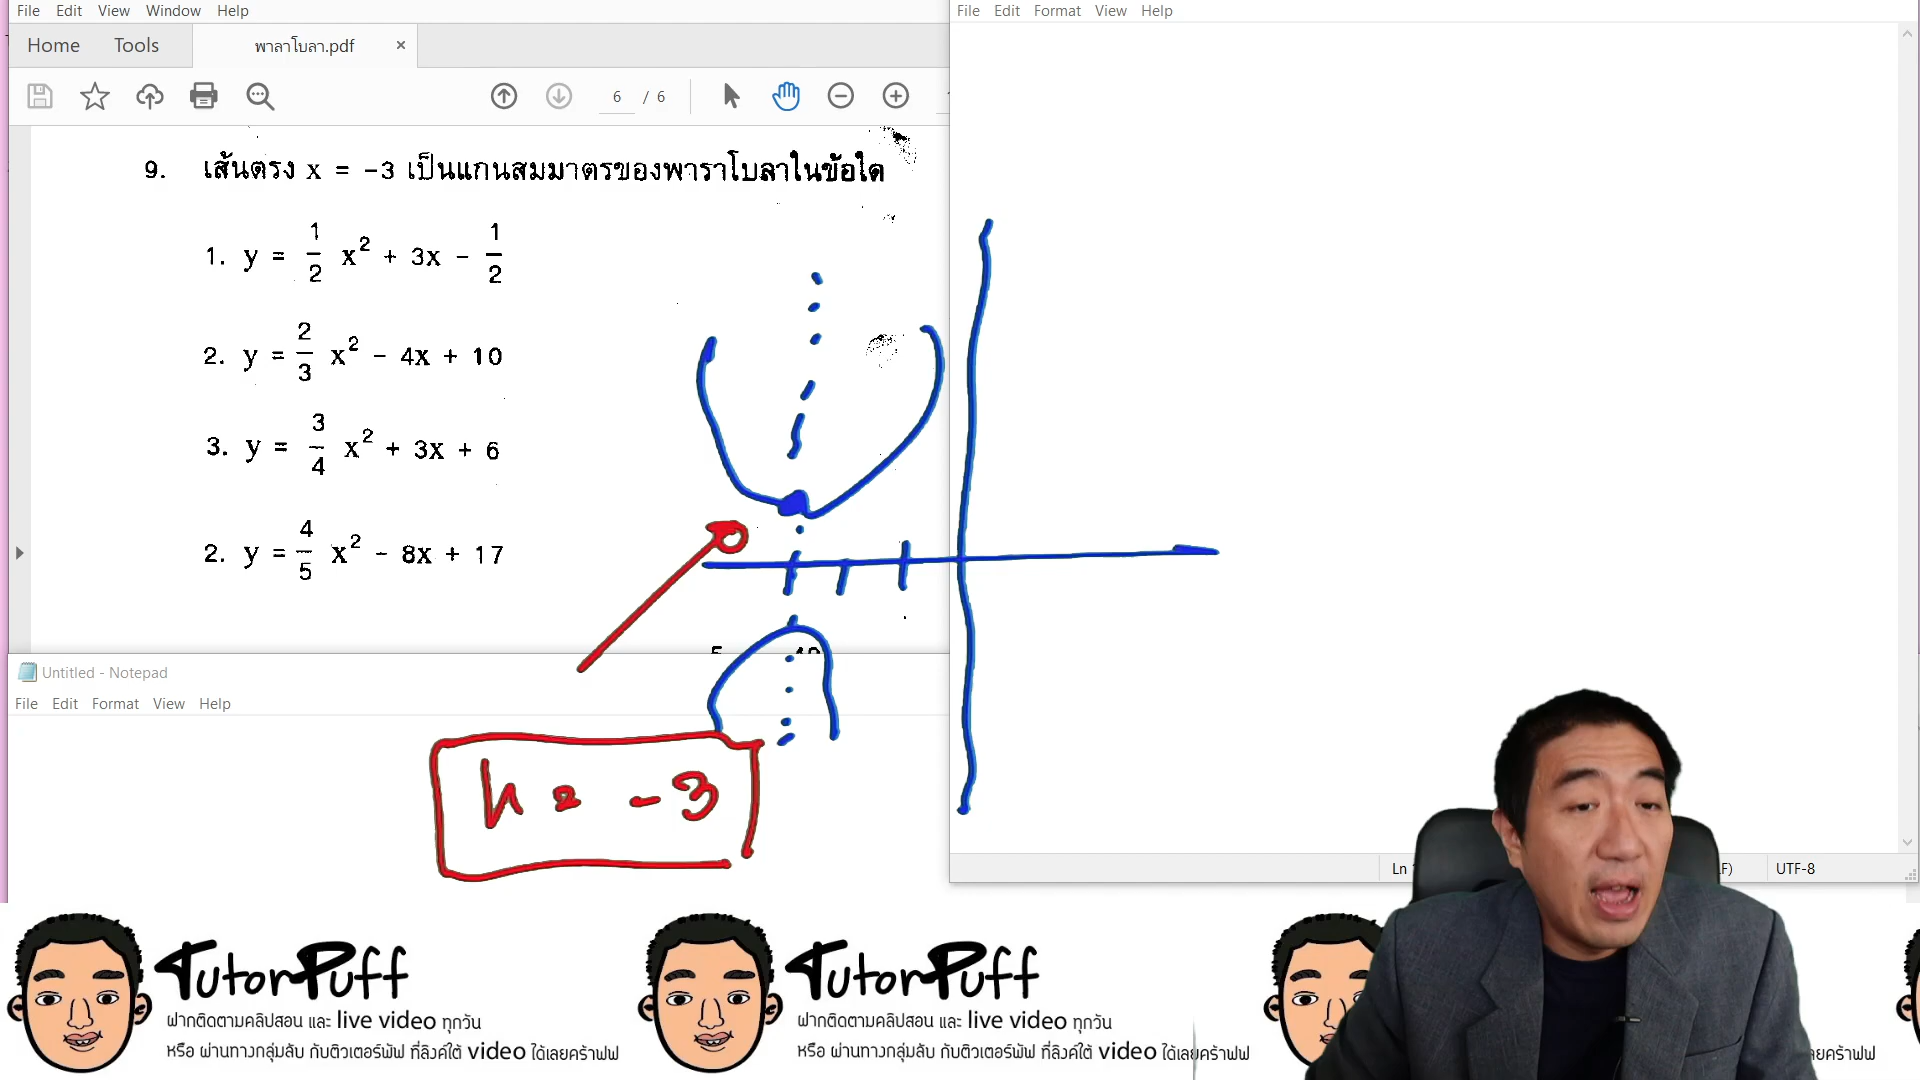 File Edit View Window Help
Home Tools พาลาโบลา.pdf ×
6 / 6
9. เส้นตรง x = -3 เป็นแกนสมมาตรของพาราโบลาในข้อใด
1. y = 1/2 x² + 3x - 1/2
2. y = 2/3 x² - 4x + 10
3. y = 3/4 x² + 3x + 6
2. y = 4/5 x² - 8x + 17
Untitled - Notepad
File Edit Format View Help
h = -3
File Edit Format View Help
Ln
UTF-8
TutorPuff
ฝากติดตามคลิปสอน และ live video ทุกวัน
หรือ ผ่านทางกลุ่มลับ กับติวเตอร์พัฟ ที่ลิงค์ใต้ video ได้เลยคร้าฟฟ
TutorPuff
ฝากติดตามคลิปสอน และ live video ทุกวัน
หรือ ผ่านทางกลุ่มลับ กับติวเตอร์พัฟ ที่ลิงค์ใต้ video ได้เลยคร้าฟฟ